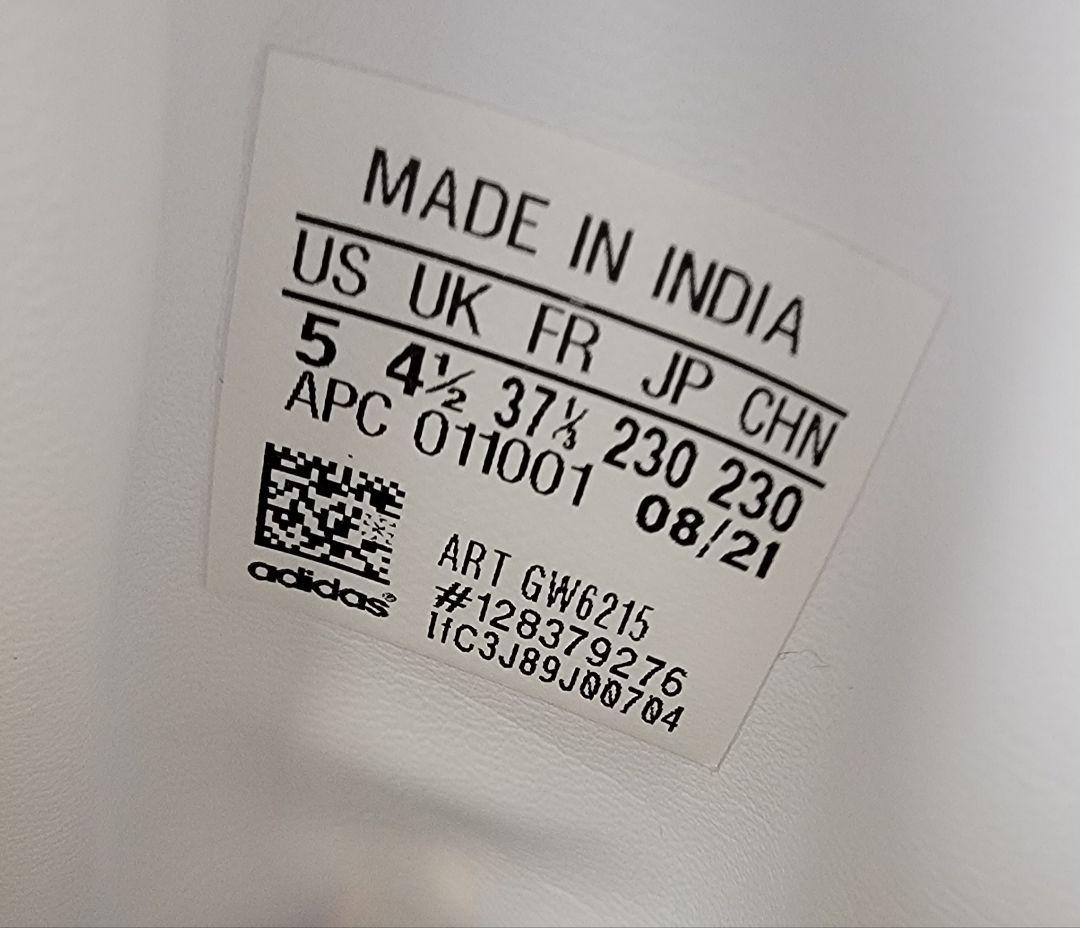 MADE IN INDIA
US UK FR JP CHN
5 4½ 37⅓ 230 230
APC 011001 08/21
ART GW6215
#128379276
lfC3J89J00704
adidas®